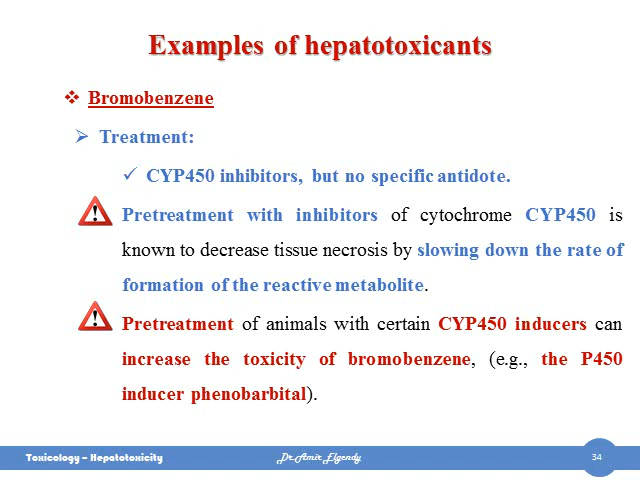 Examples of hepatotoxicants
❖ Bromobenzene
➢ Treatment:
✓ CYP450 inhibitors, but no specific antidote.
Pretreatment with inhibitors of cytochrome CYP450 is
known to decrease tissue necrosis by slowing down the rate of
formation of the reactive metabolite.
Pretreatment of animals with certain CYP450 inducers can
increase the toxicity of bromobenzene, (e.g., the P450
inducer phenobarbital).
Toxicology – Hepatotoxicity Dr. Amir Elgendy 34